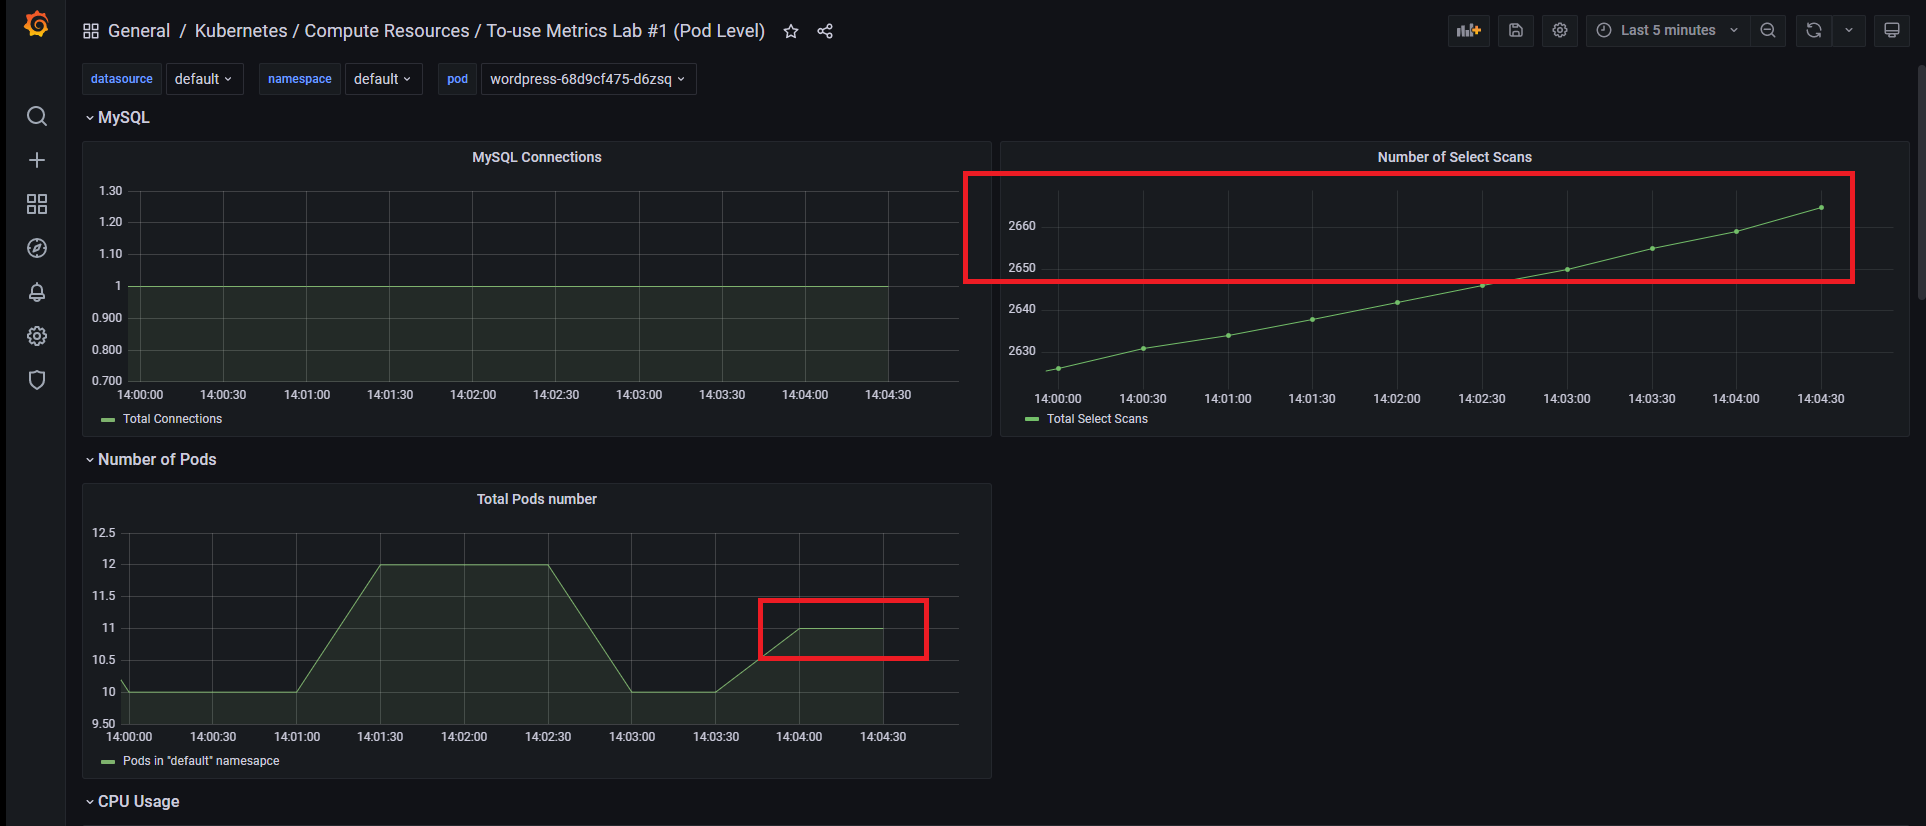 General / Kubernetes / Compute Resources / To-use Metrics Lab #1 (Pod Level)
Last 5 minutes
datasource default namespace default pod wordpress-68d9cf475-d6zsq
MySQL
MySQL Connections
1.30
1.20
1.10
1
0.900
0.800
0.700
14:00:00 14:00:30 14:01:00 14:01:30 14:02:00 14:02:30 14:03:00 14:03:30 14:04:00 14:04:30
Total Connections
Number of Select Scans
2660
2650
2640
2630
14:00:00 14:00:30 14:01:00 14:01:30 14:02:00 14:02:30 14:03:00 14:03:30 14:04:00 14:04:30
Total Select Scans
Number of Pods
Total Pods number
12.5
12
11.5
11
10.5
10
9.50
14:00:00 14:00:30 14:01:00 14:01:30 14:02:00 14:02:30 14:03:00 14:03:30 14:04:00 14:04:30
Pods in "default" namesapce
CPU Usage